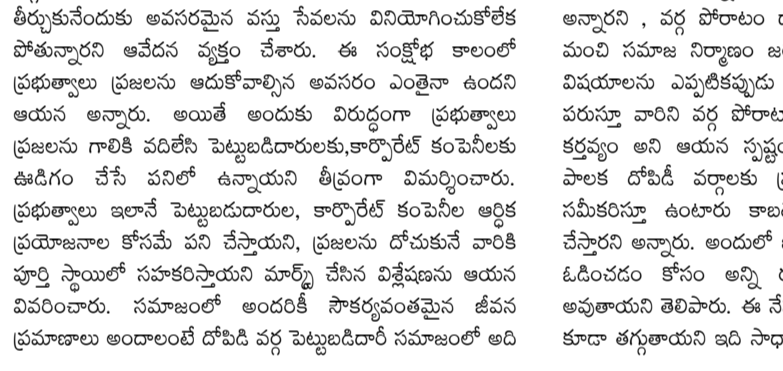 తీర్చుకునేందుకు అవసరమైన వస్తు సేవలను వినియోగించుకోలేక
పోతున్నారని ఆవేదన వ్యక్తం చేశారు. ఈ సంక్షోభ కాలంలో
ప్రభుత్వాలు ప్రజలను ఆదుకోవాల్సిన అవసరం ఎంతైనా ఉందని
ఆయన అన్నారు. అయితే అందుకు విరుద్ధంగా ప్రభుత్వాలు
ప్రజలను గాలికి వదిలేసి పెట్టుబడిదారులకు,కార్పొరేట్ కంపెనీలకు
ఊడిగం చేసే పనిలో ఉన్నాయని తీవ్రంగా విమర్శించారు.
ప్రభుత్వాలు ఇలానే పెట్టుబడుదారుల, కార్పొరేట్ కంపెనీల ఆర్థిక
ప్రయోజనాల కోసమే పని చేస్తాయని, ప్రజలను దోచుకునే వారికి
పూర్తి స్థాయిలో సహకరిస్తాయని మార్క్స్ చేసిన విశ్లేషణను ఆయన
వివరించారు. సమాజంలో అందరికీ సౌకర్యవంతమైన జీవన
ప్రమాణాలు అందాలంటే దోపిడి వర్గ పెట్టుబడిదారీ సమాజంలో అది
అన్నారని , వర్గ పోరాటం
మంచి సమాజ నిర్మాణం
విషయాలను ఎప్పటికప్పుడు
పరుస్తూ వారిని వర్గ పోరాట
కర్తవ్యం అని ఆయన స్పష్టం
పాలక దోపిడీ వర్గాలకు
సమీకరిస్తూ ఉంటారు కాబ
చేస్తారని అన్నారు. అందులో
ఓడించడం కోసం అన్ని
అవుతాయని తెలిపారు. ఈ నే
కూడా తగ్గుతాయని ఇది సాధ